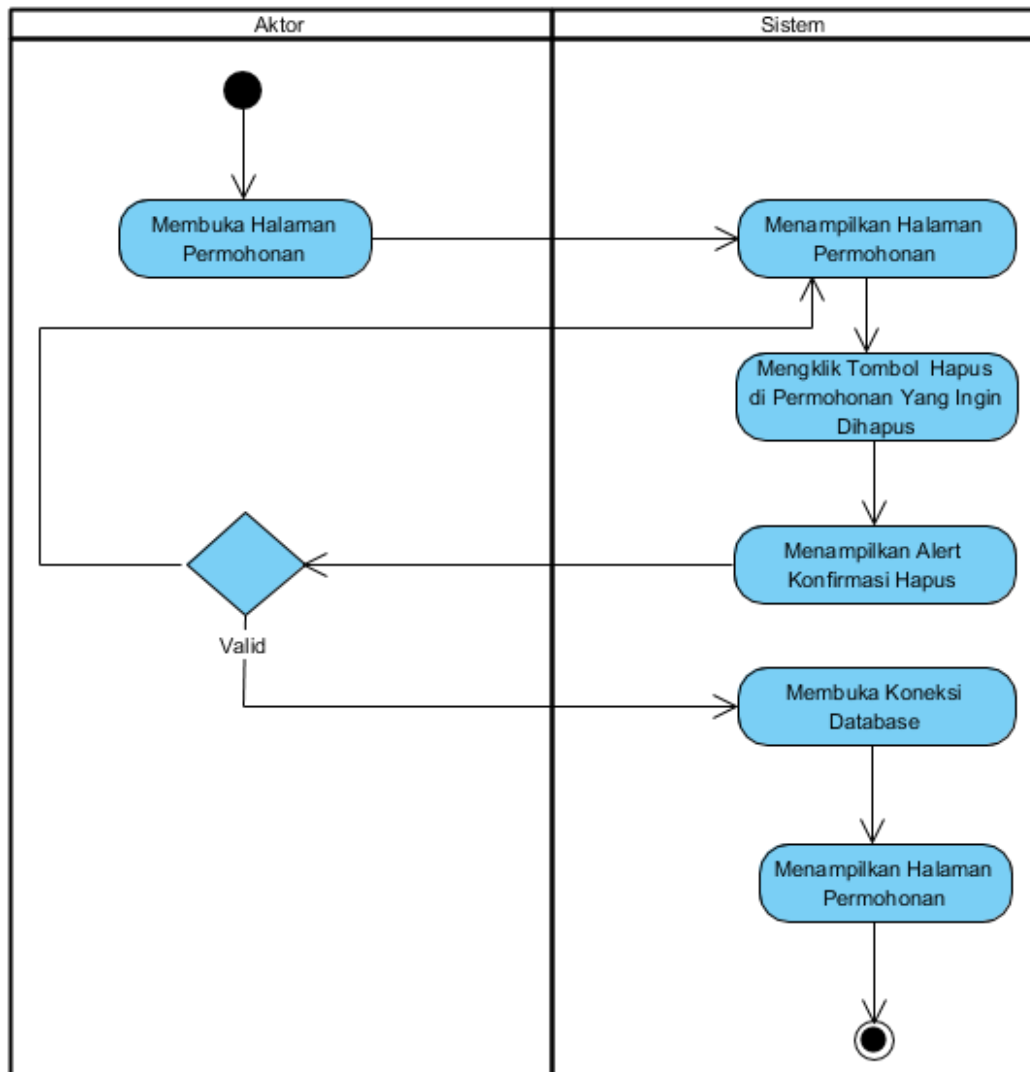 Aktor
Sistem
Membuka Halaman
Permohonan
Menampilkan Halaman
Permohonan
Mengklik Tombol Hapus
di Permohonan Yang Ingin
Dihapus
Menampilkan Alert
Konfirmasi Hapus
Valid
Membuka Koneksi
Database
Menampilkan Halaman
Permohonan